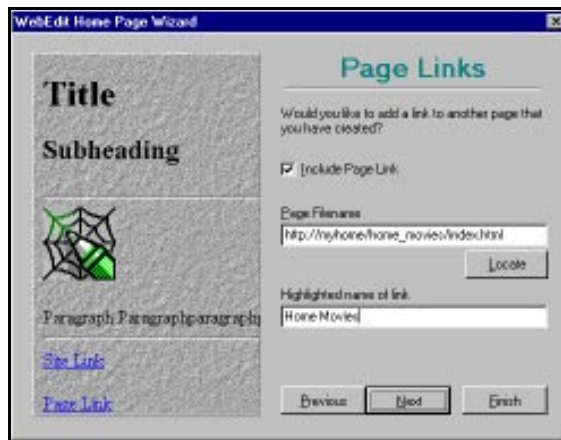 WebEdit Home Page Wizard
Title
Subheading
Paragraph Paragraphparagraph
Site Link
Page Link
Page Links
Would you like to add a link to another page that
you have created?
Include Page Link
Page Filename
http://myhome/home_movies/index.html
Locate
Highlighted name of link
Home Movies
Previous
Next
Finish